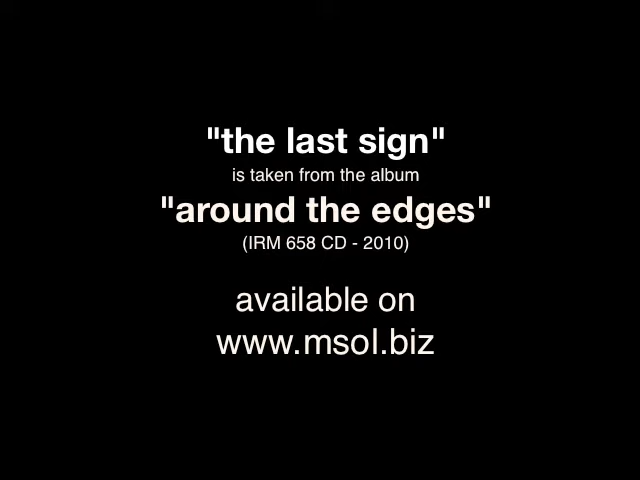 "the last sign"
is taken from the album
"around the edges"
(IRM 658 CD - 2010)
available on
www.msol.biz